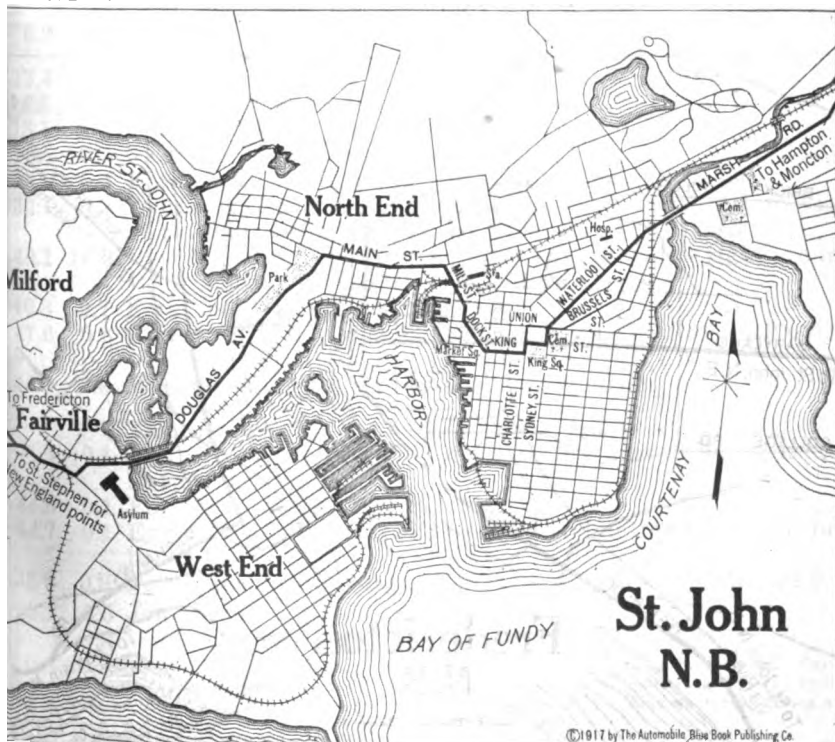 RIVER ST. JOHN
North End
MARSH RD.
To Hampton
& Moncton
Cem.
Hosp.
MAIN ST.
Park
Milford
MILL
Sta.
WATERLOO ST.
BRUSSELS ST.
UNION
DOCK ST.
KING
Cem.
ST.
Market Sq.
King Sq.
HARBOR
DOUGLAS AV.
CHARLOTTE ST.
SYDNEY ST.
BAY
COURTENAY
To Fredericton
Fairville
To St. Stephen for
New England points
Asylum
West End
BAY OF FUNDY
St. John
N.B.
©1917 by The Automobile Blue Book Publishing Co.